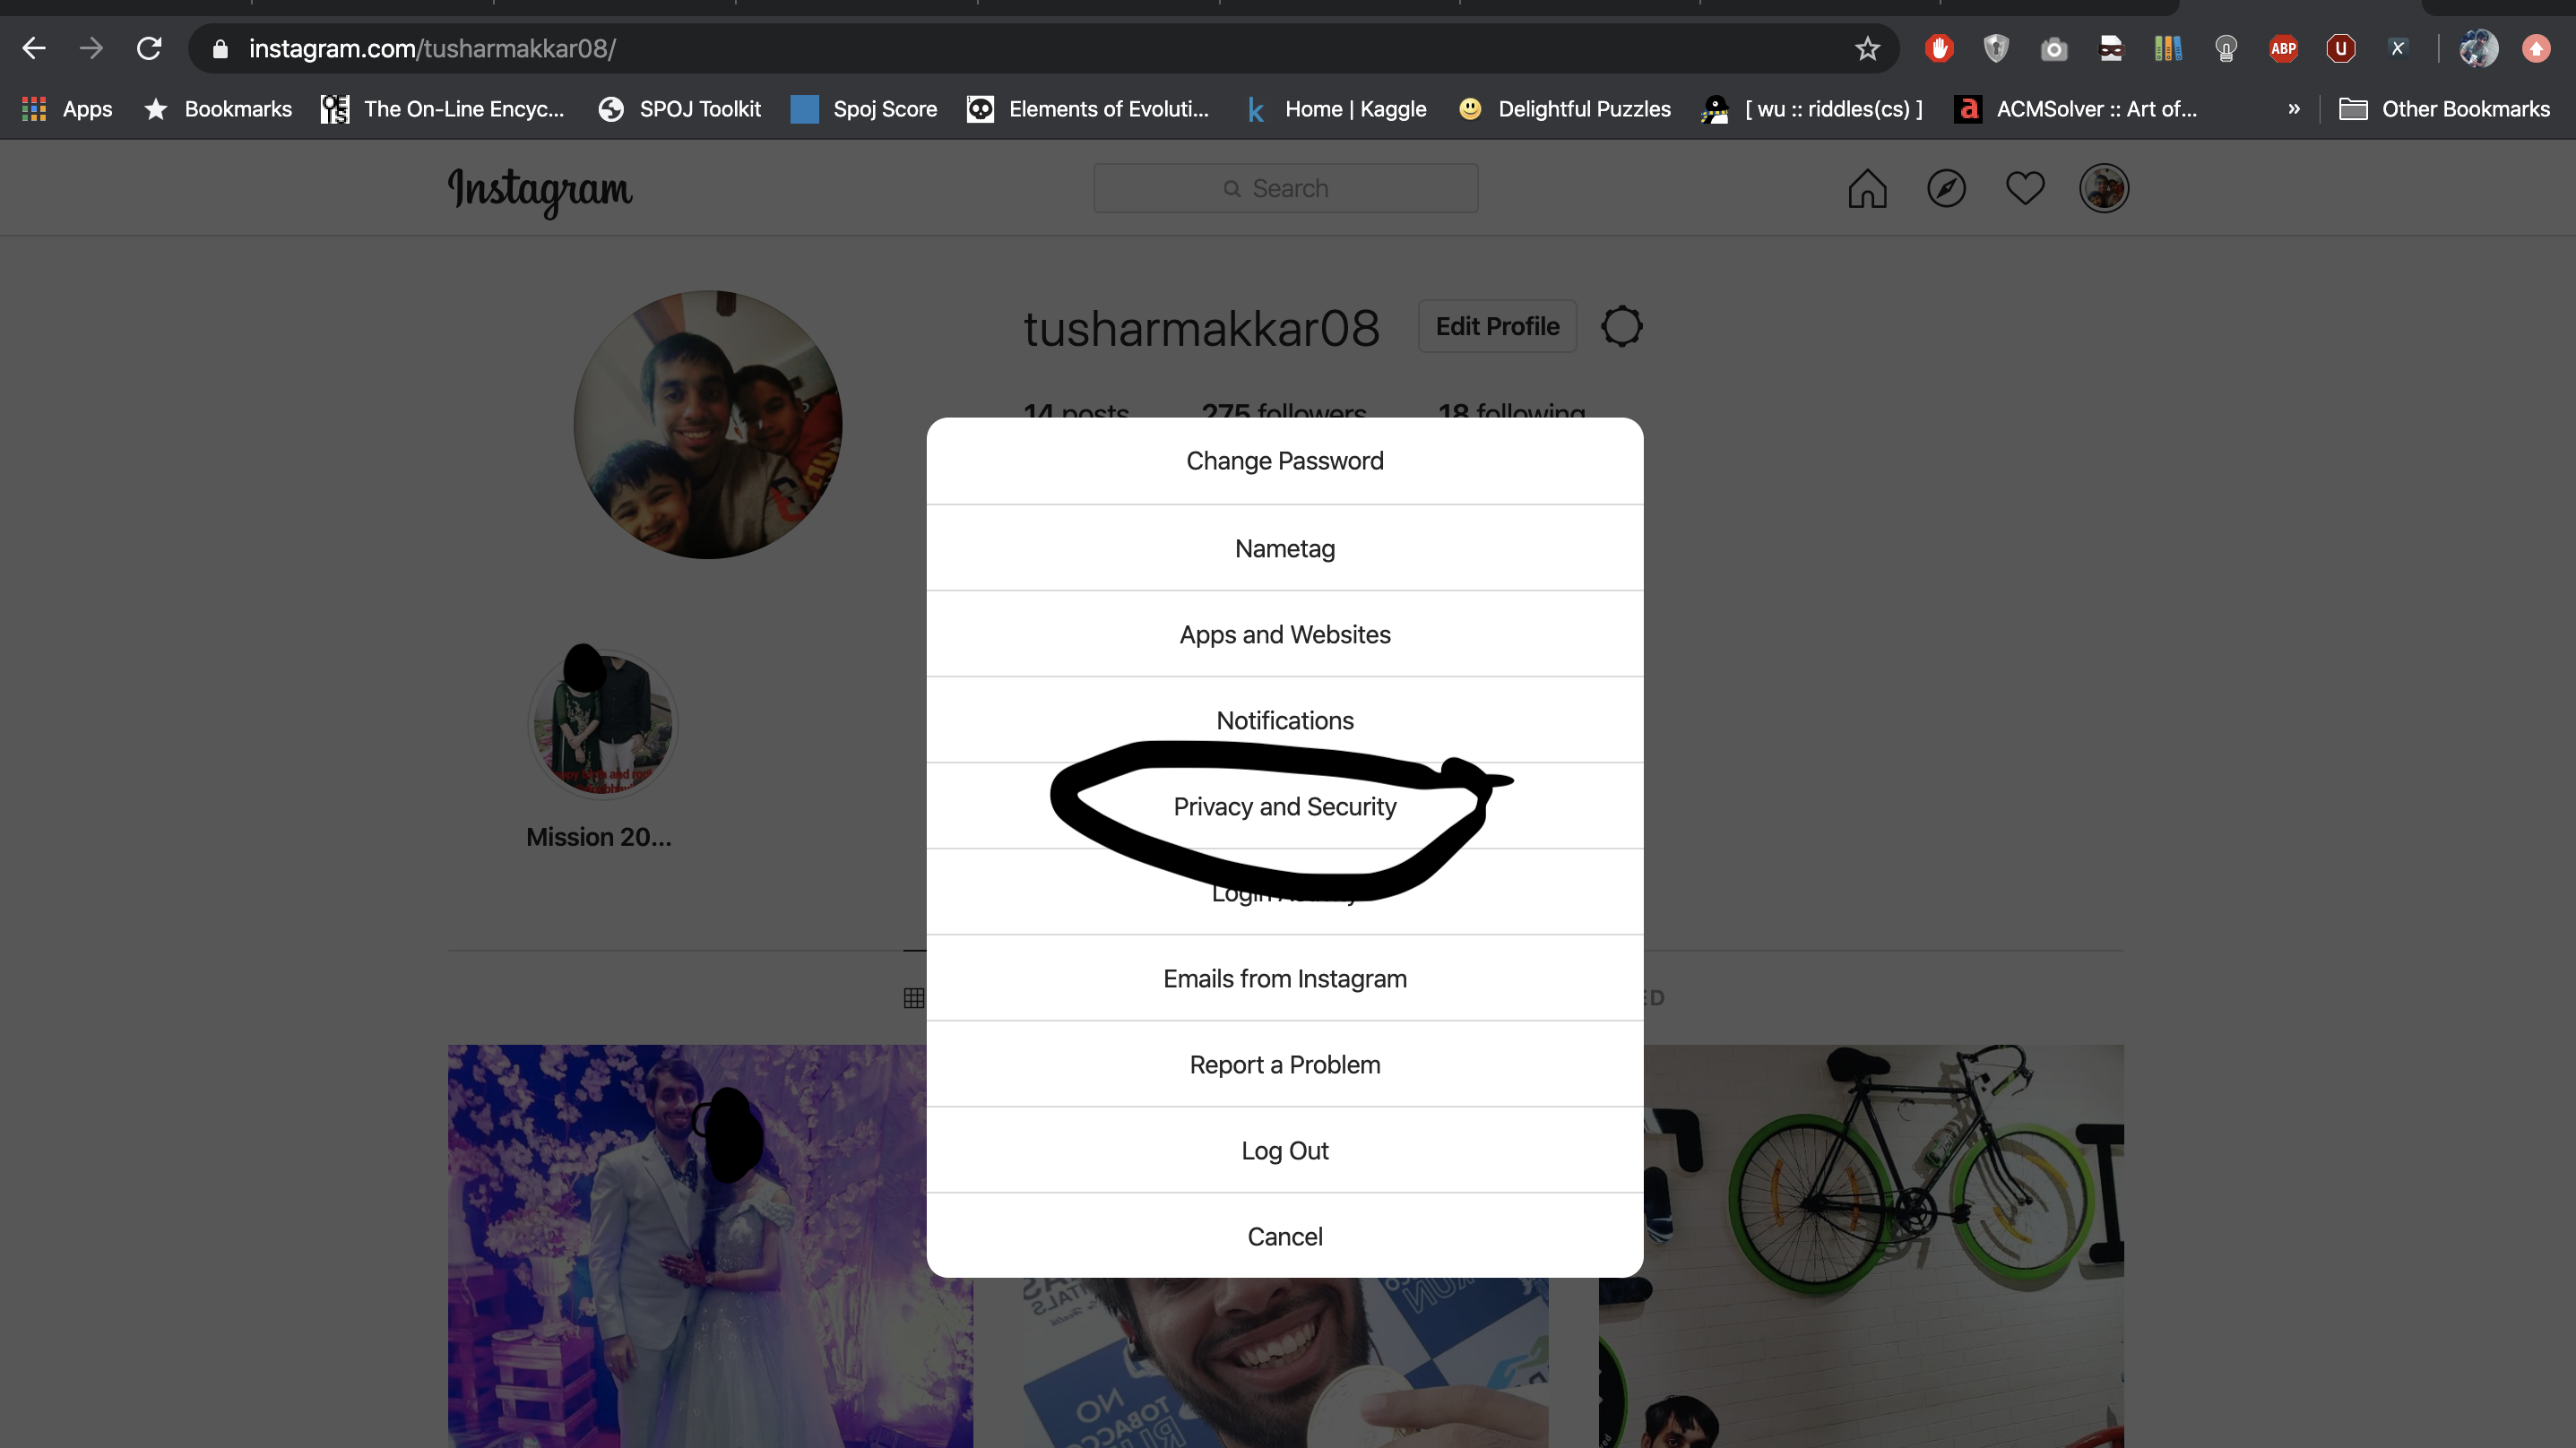 instagram.com/tusharmakkar08/
ABP
Apps
Bookmarks
The On-Line Encyc...
SPOJ Toolkit
Spoj Score
Elements of Evoluti...
Home | Kaggle
Delightful Puzzles
[ wu :: riddles(cs) ]
ACMSolver :: Art of...
»
Other Bookmarks
Instagram
Search
tusharmakkar08
Edit Profile
14 posts
275 followers
18 following
Change Password
Nametag
Apps and Websites
Notifications
Privacy and Security
Login
Emails from Instagram
Report a Problem
Log Out
Cancel
Mission 20...
ED
NO